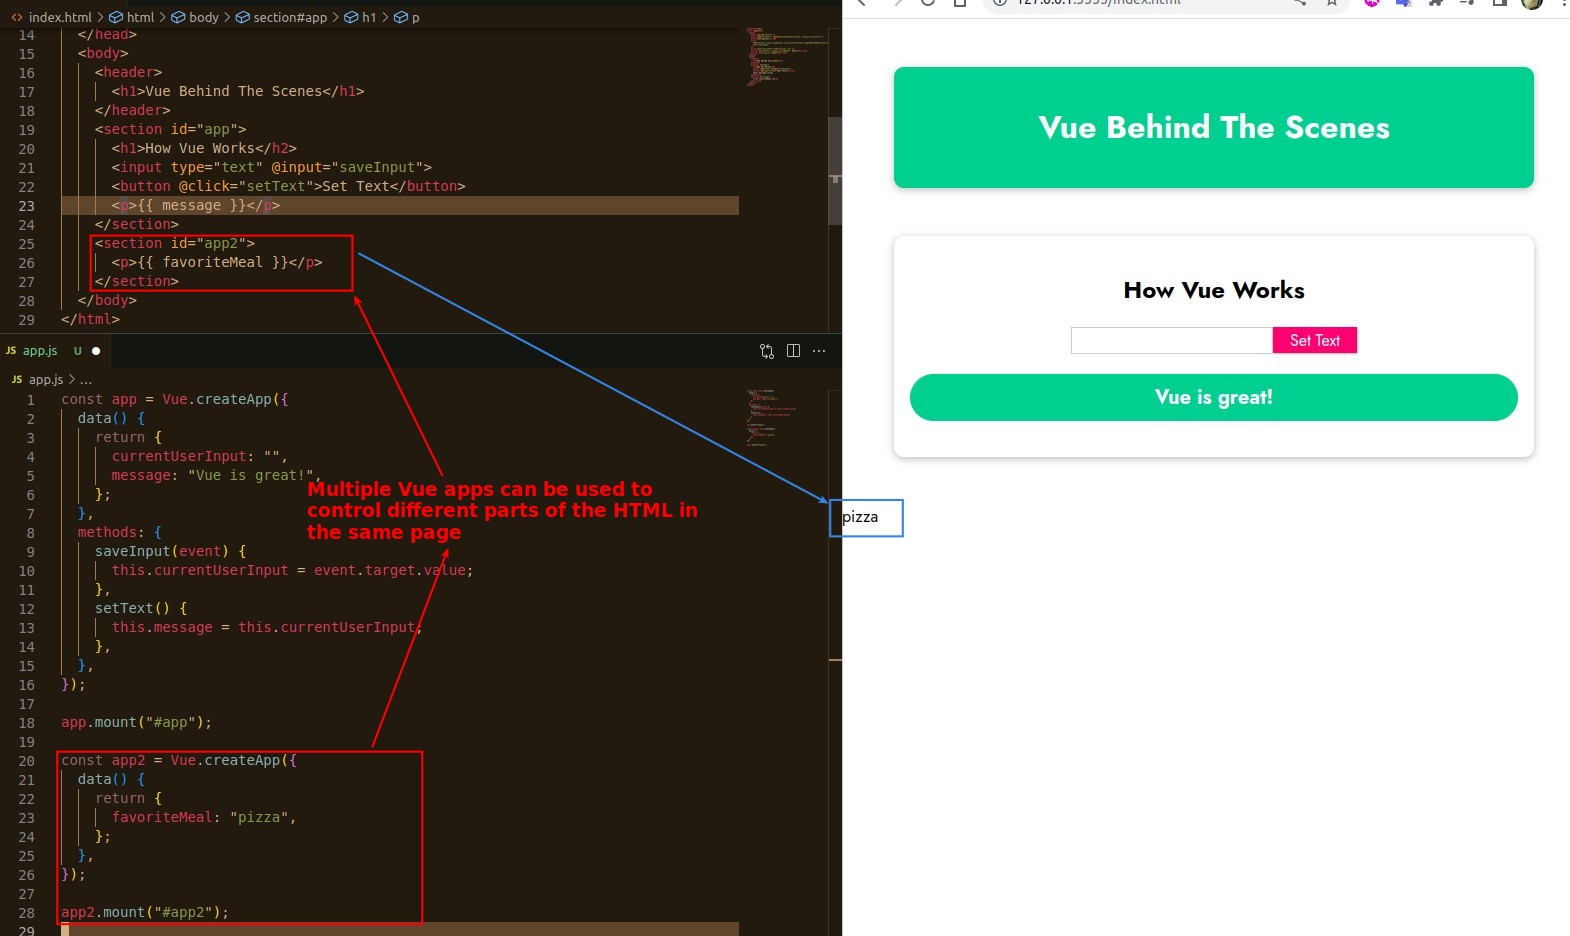 index.html > html > body > section#app > h1 > p
14 </head>
15 <body>
16 <header>
17 <h1>Vue Behind The Scenes</h1>
18 </header>
19 <section id="app">
20 <h1>How Vue Works</h2>
21 <input type="text" @input="saveInput">
22 <button @click="setText">Set Text</button>
23 <p>{{ message }}</p>
24 </section>
25 <section id="app2">
26 <p>{{ favoriteMeal }}</p>
27 </section>
28 </body>
29 </html>
JS app.js U
JS app.js > ...
1 const app = Vue.createApp({
2 data() {
3 return {
4 currentUserInput: "",
5 message: "Vue is great!",
6 };
7 },
8 methods: {
9 saveInput(event) {
10 this.currentUserInput = event.target.value;
11 },
12 setText() {
13 this.message = this.currentUserInput;
14 },
15 },
16 });
17
18 app.mount("#app");
19
20 const app2 = Vue.createApp({
21 data() {
22 return {
23 favoriteMeal: "pizza",
24 };
25 },
26 });
27
28 app2.mount("#app2");
29
Multiple Vue apps can be used to
control different parts of the HTML in
the same page
Vue Behind The Scenes
How Vue Works
Set Text
Vue is great!
pizza